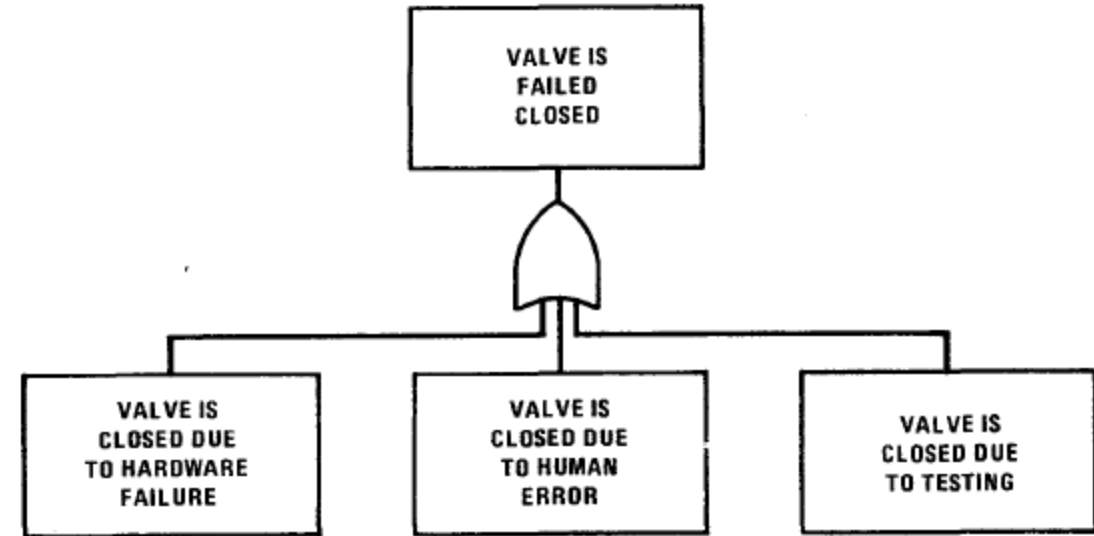 VALVE IS
FAILED
CLOSED
VALVE IS
CLOSED DUE
TO HARDWARE
FAILURE
VALVE IS
CLOSED DUE
TO HUMAN
ERROR
VALVE IS
CLOSED DUE
TO TESTING